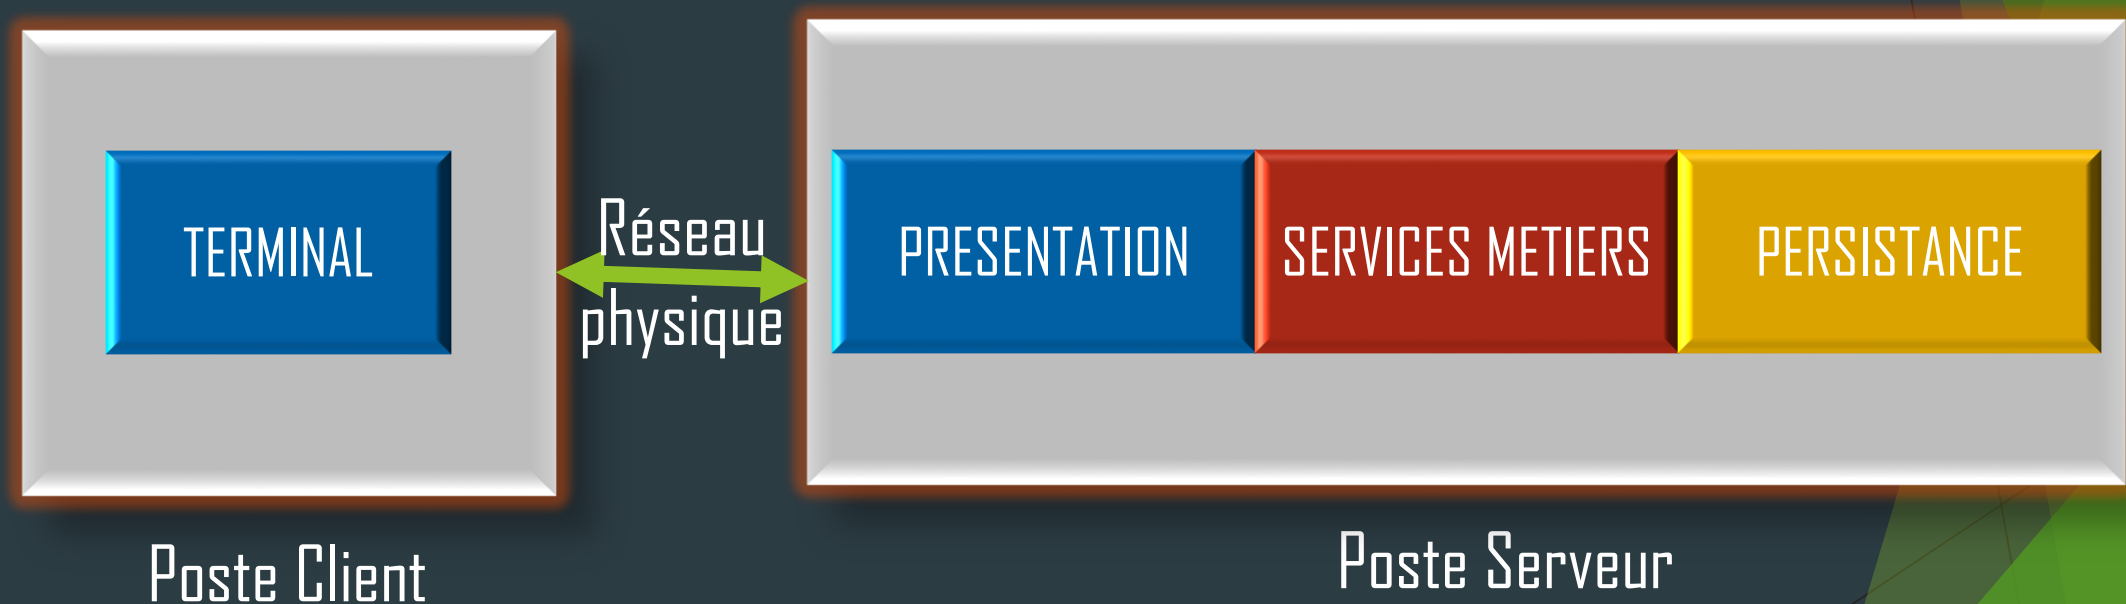 TERMINAL
Réseau
physique
PRESENTATION
SERVICES METIERS
PERSISTANCE
Poste Client
Poste Serveur